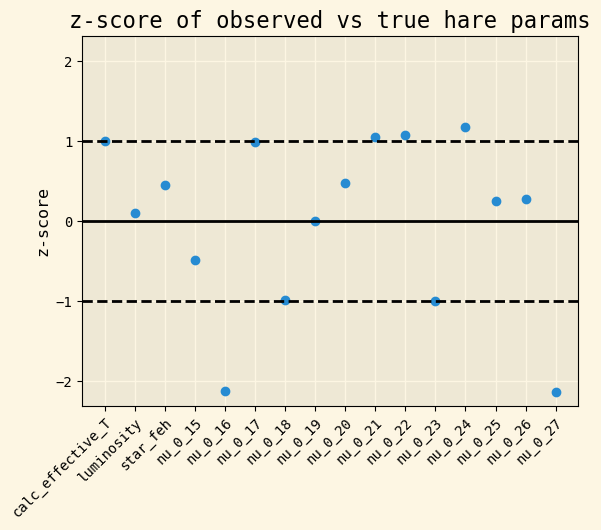 z-score of observed vs true hare params
z-score
2
1
0
−1
−2
calc_effective_T
luminosity
star_feh
nu_0_15
nu_0_16
nu_0_17
nu_0_18
nu_0_19
nu_0_20
nu_0_21
nu_0_22
nu_0_23
nu_0_24
nu_0_25
nu_0_26
nu_0_27